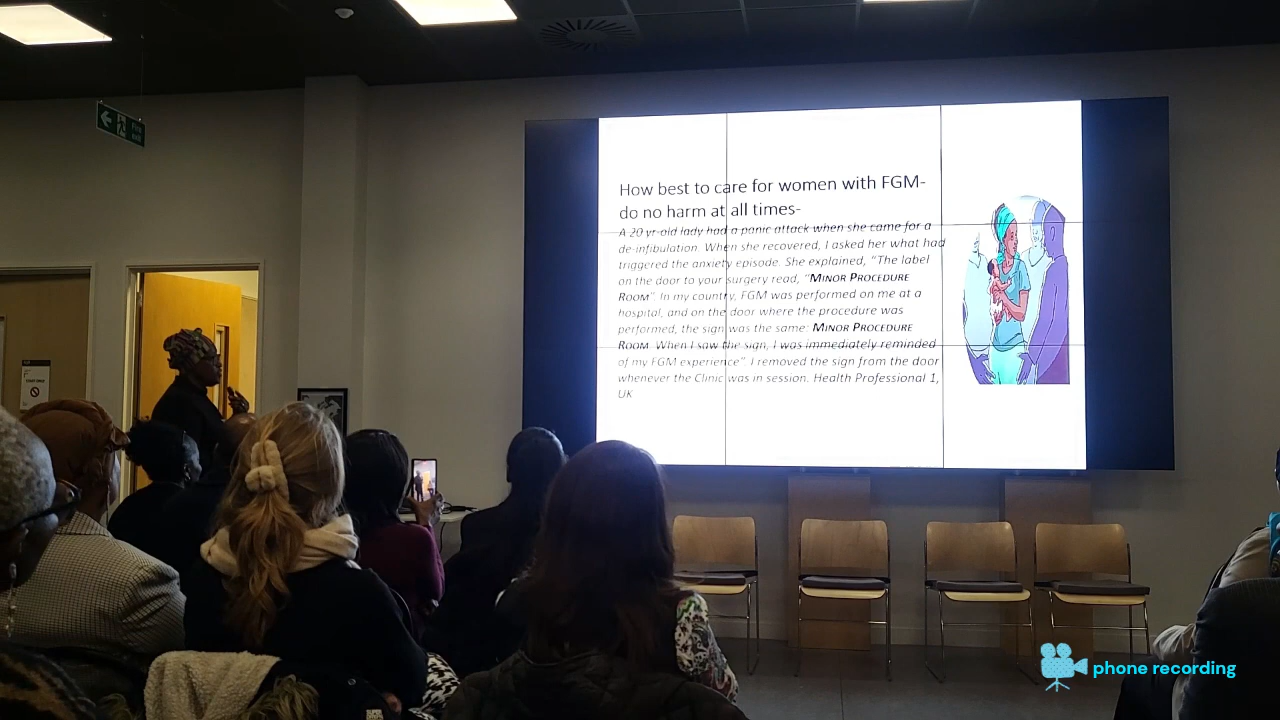 How best to care for women with FGM-
do no harm at all times-
A 20 yr-old lady had a panic attack when she came for a
de-infibulation. When she recovered, I asked her what had
triggered the anxiety episode. She explained, "The label
on the door to your surgery read, "MINOR PROCEDURE
ROOM". In my country, FGM was performed on me at a
hospital, and on the door where the procedure was
performed, the sign was the same: MINOR PROCEDURE
ROOM. When I saw the sign, I was immediately reminded
of my FGM experience" I removed the sign from the door
whenever the Clinic was in session. Health Professional 1,
UK
phone recording